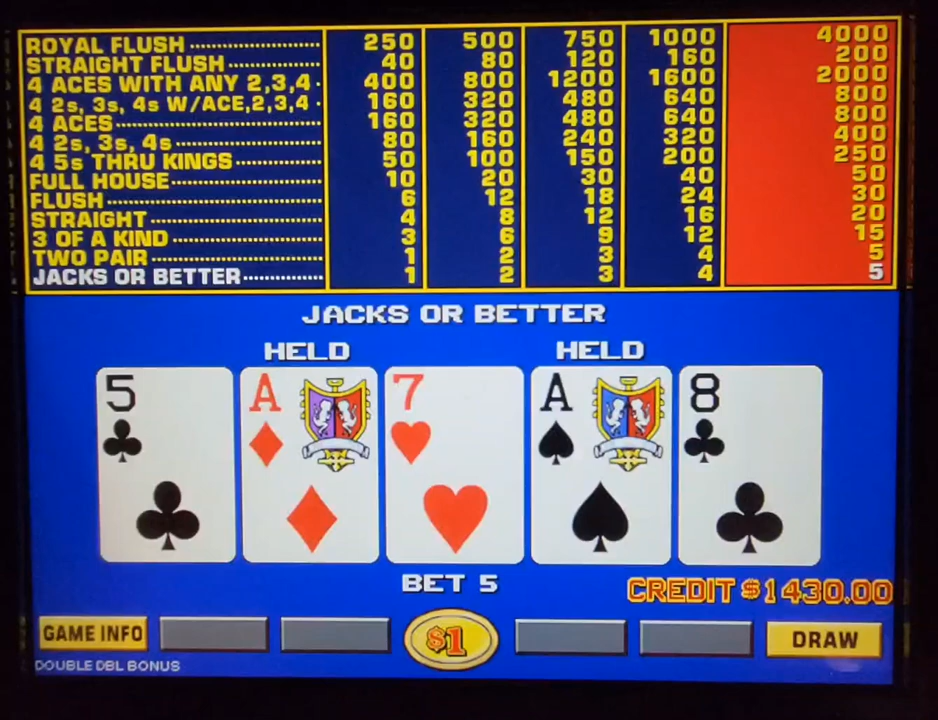 ROYAL FLUSH 250 500 750 1000 4000
STRAIGHT FLUSH 40 80 120 160 200
4 ACES WITH ANY 2,3,4 400 800 1200 1600 2000
4 2s, 3s, 4s W/ACE,2,3,4 160 320 480 640 800
4 ACES 160 320 480 640 800
4 2s, 3s, 4s 80 160 240 320 400
4 5s THRU KINGS 50 100 150 200 250
FULL HOUSE 10 20 30 40 50
FLUSH 6 12 18 24 30
STRAIGHT 4 8 12 16 20
3 OF A KIND 3 6 9 12 15
TWO PAIR 1 2 3 4 5
JACKS OR BETTER 1 2 3 4 5
JACKS OR BETTER
HELD HELD
5 A 7 A 8
BET 5 CREDIT $1430.00
GAME INFO $1 DRAW
DOUBLE DBL BONUS